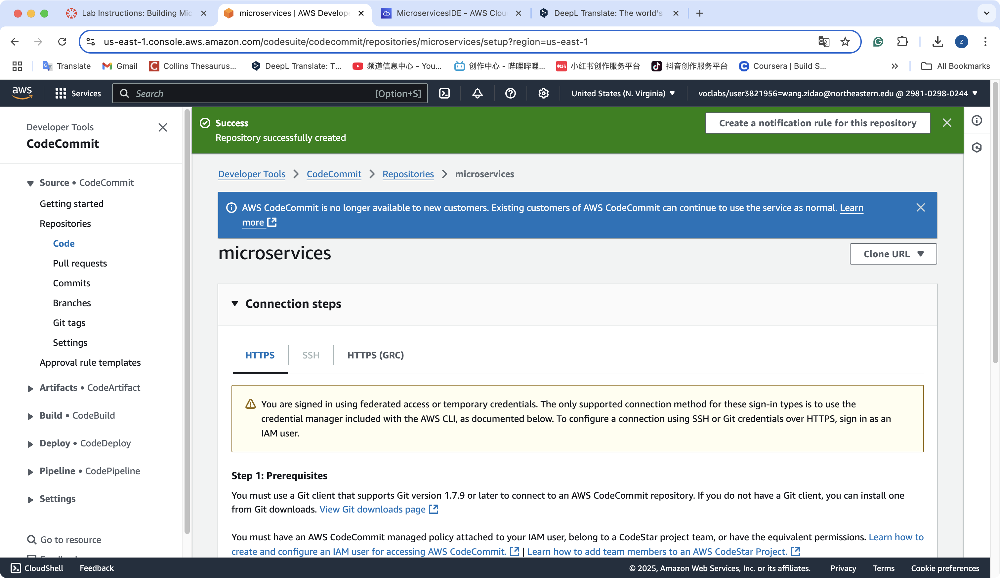 Lab Instructions: Building Mic
microservices | AWS Develope
MicroservicesIDE - AWS Clou
DeepL Translate: The world's
us-east-1.console.aws.amazon.com/codesuite/codecommit/repositories/microservices/setup?region=us-east-1
Z
Translate
Gmail
Collins Thesaurus...
DeepL Translate: T...
频道信息中心 - You...
创作中心 - 哔哩哔哩...
小红书
小红书创作服务平台
抖音创作服务平台
Coursera | Build S...
All Bookmarks
aws
Services
Search
[Option+S]
United States (N. Virginia)
voclabs/user3821956=wang.zidao@northeastern.edu @ 2981-0298-0244
Developer Tools
CodeCommit
Source • CodeCommit
Getting started
Repositories
Code
Pull requests
Commits
Branches
Git tags
Settings
Approval rule templates
Artifacts • CodeArtifact
Build • CodeBuild
Deploy • CodeDeploy
Pipeline • CodePipeline
Settings
Go to resource
Success
Repository successfully created
Create a notification rule for this repository
Developer Tools > CodeCommit > Repositories > microservices
AWS CodeCommit is no longer available to new customers. Existing customers of AWS CodeCommit can continue to use the service as normal. Learn
more
microservices
Clone URL
Connection steps
HTTPS
SSH
HTTPS (GRC)
You are signed in using federated access or temporary credentials. The only supported connection method for these sign-in types is to use the
credential manager included with the AWS CLI, as documented below. To configure a connection using SSH or Git credentials over HTTPS, sign in as an
IAM user.
Step 1: Prerequisites
You must use a Git client that supports Git version 1.7.9 or later to connect to an AWS CodeCommit repository. If you do not have a Git client, you can install one
from Git downloads. View Git downloads page
You must have an AWS CodeCommit managed policy attached to your IAM user, belong to a CodeStar project team, or have the equivalent permissions. Learn how to
create and configure an IAM user for accessing AWS CodeCommit. | Learn how to add team members to an AWS CodeStar Project.
CloudShell
Feedback
© 2025, Amazon Web Services, Inc. or its affiliates.
Privacy
Terms
Cookie preferences